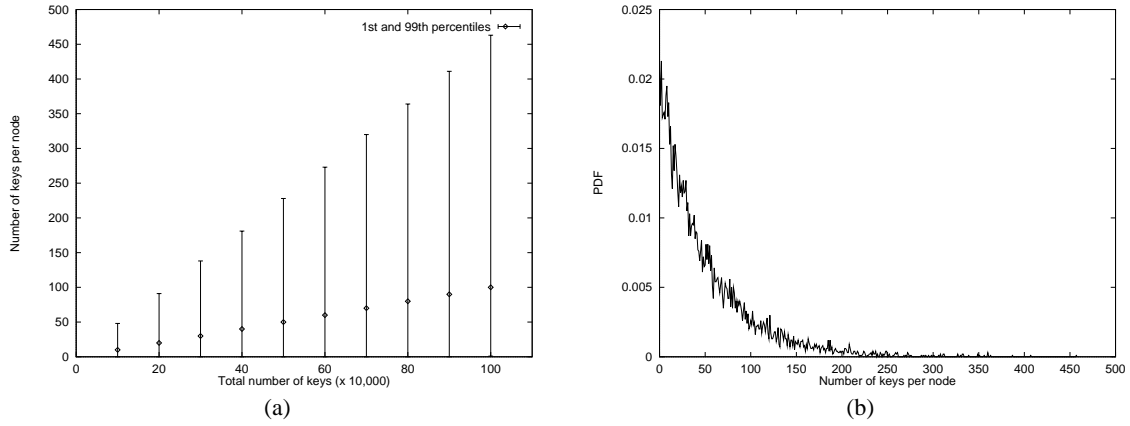 500
450
400
350
300
250
200
150
100
50
0
Number of keys per node
1st and 99th percentiles
0 20 40 60 80 100
Total number of keys (x 10,000)
(a)
0.025
0.02
0.015
0.01
0.005
0
PDF
0 50 100 150 200 250 300 350 400 450 500
Number of keys per node
(b)